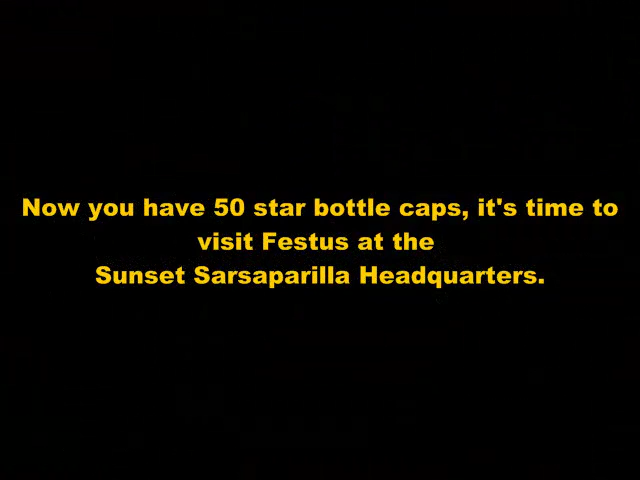 Now you have 50 star bottle caps, it's time to
visit Festus at the
Sunset Sarsaparilla Headquarters.